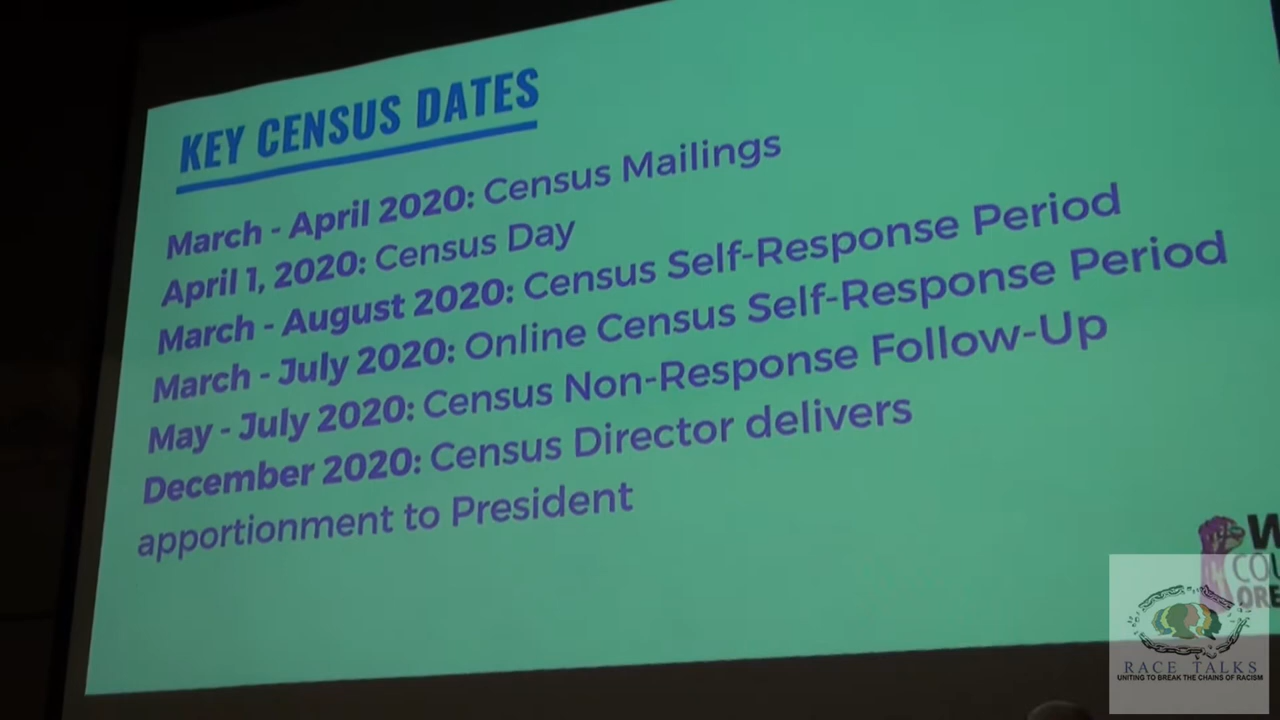 KEY CENSUS DATES
March - April 2020: Census Mailings
April 1, 2020: Census Day
March - August 2020: Census Self-Response Period
March - July 2020: Online Census Self-Response Period
May - July 2020: Census Non-Response Follow-Up
December 2020: Census Director delivers
apportionment to President
W
COU
ORE
RACE TALKS
UNITING TO BREAK THE CHAINS OF RACISM